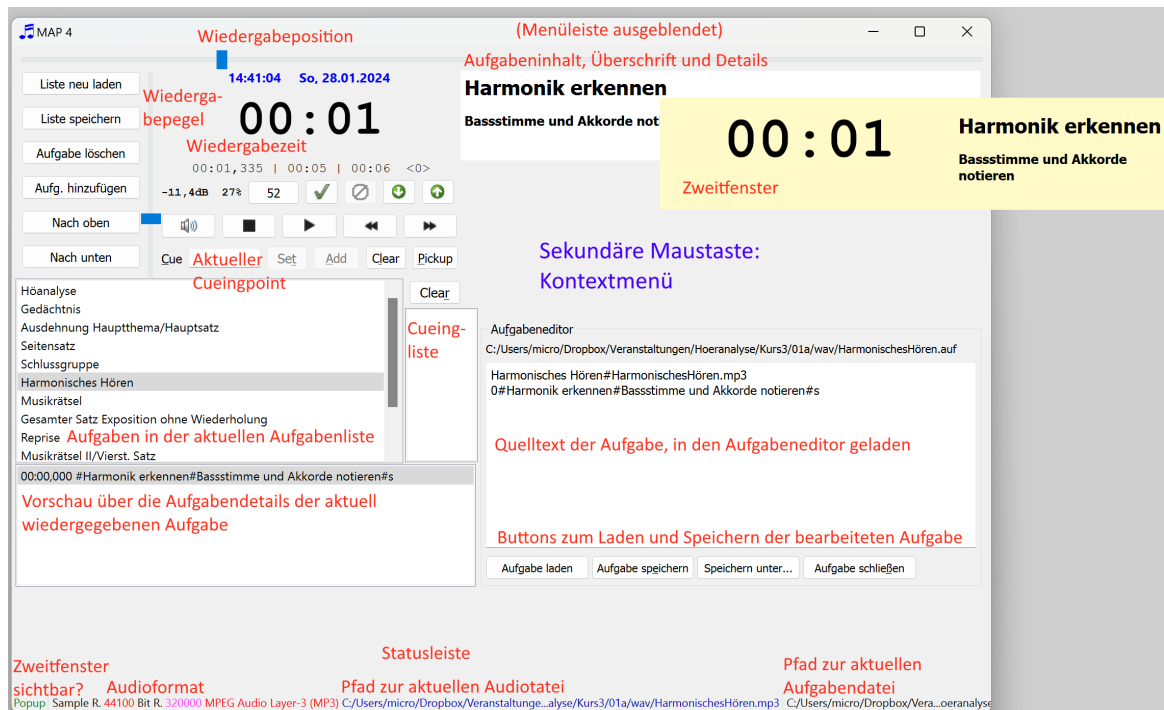 MAP 4
Wiedergabeposition
(Menüleiste ausgeblendet)
Aufgabeninhalt, Überschrift und Details
Liste neu laden
Liste speichern
Aufgabe löschen
Aufg. hinzufügen
Nach oben
Nach unten
14:41:04 So, 28.01.2024
Wiederga-
bepegel
00:01
Wiedergabezeit
00:01,335 | 00:05 | 00:06 <0>
-11,4dB 27% 52
Cue Aktueller Set Add Clear Pickup
Cueingpoint
Harmonik erkennen
Bassstimme und Akkorde not
00:01
Zweitfenster
Harmonik erkennen
Bassstimme und Akkorde
notieren
Sekundäre Maustaste:
Kontextmenü
Höanalyse
Gedächtnis
Ausdehnung Hauptthema/Hauptsatz
Seitensatz
Schlussgruppe
Harmonisches Hören
Musikrätsel
Gesamter Satz Exposition ohne Wiederholung
Reprise Aufgaben in der aktuellen Aufgabenliste
Musikrätsel II/Vierst. Satz
Clear
Cueing-
liste
00:00,000 #Harmonik erkennen#Bassstimme und Akkorde notieren#s
Vorschau über die Aufgabendetails der aktuell
wiedergegebenen Aufgabe
Aufgabeneditor
C:/Users/micro/Dropbox/Veranstaltungen/Hoeranalyse/Kurs3/01a/wav/HarmonischesHören.auf
Harmonisches Hören#HarmonischesHören.mp3
0#Harmonik erkennen#Bassstimme und Akkorde notieren#s
Quelltext der Aufgabe, in den Aufgabeneditor geladen
Buttons zum Laden und Speichern der bearbeiteten Aufgabe
Aufgabe laden Aufgabe speichern Speichern unter... Aufgabe schließen
Zweitfenster
sichtbar?
Audioformat
Statusleiste
Pfad zur aktuellen Audiotatei
Pfad zur aktuellen
Aufgabendatei
Popup Sample R. 44100 Bit R. 320000 MPEG Audio Layer-3 (MP3) C:/Users/micro/Dropbox/Veranstaltunge...alyse/Kurs3/01a/wav/HarmonischesHören.mp3 C:/Users/micro/Dropbox/Vera...oeranalyse